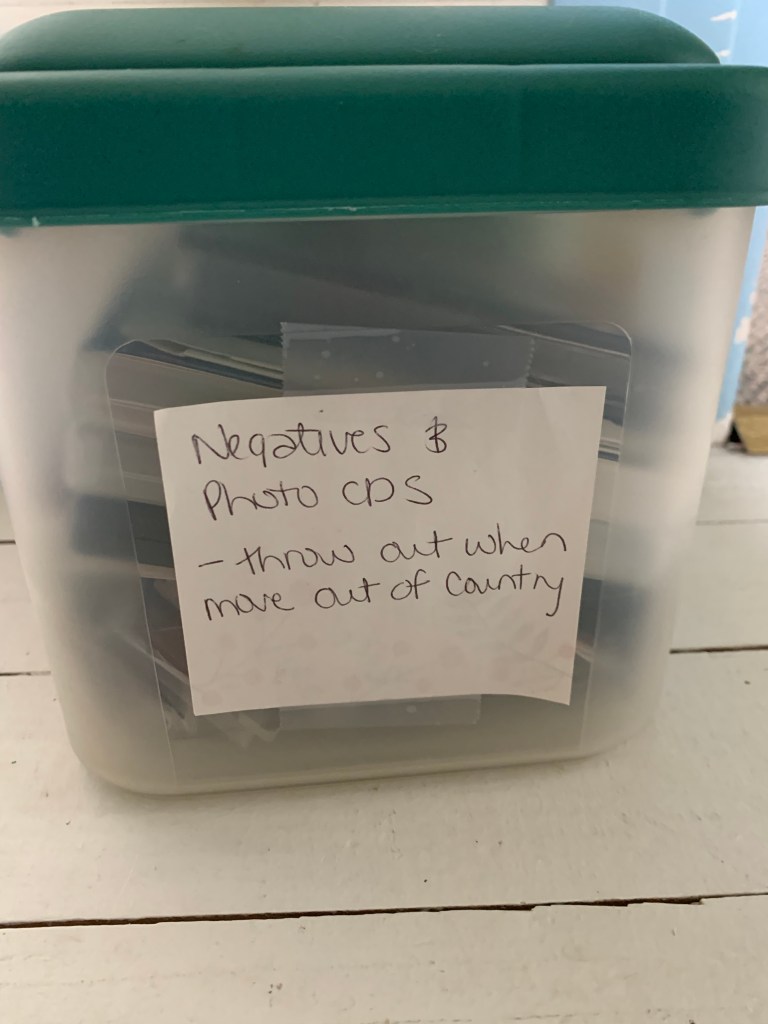 Negatives &
Photo CDS
- throw out when
move out of Country